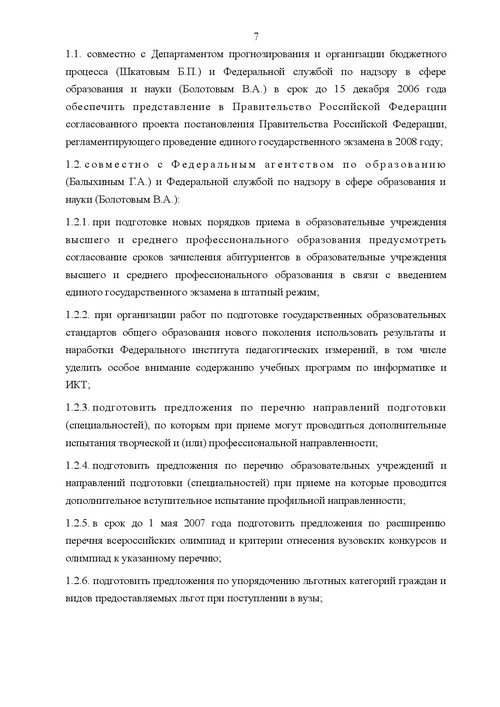 7
1.1. совместно с Департаментом прогнозирования и организации бюджетного
процесса (Шкатовым Б.П.) и Федеральной службой по надзору в сфере
образования и науки (Болотовым В.А.) в срок до 15 декабря 2006 года
обеспечить представление в Правительство Российской Федерации
согласованного проекта постановления Правительства Российской Федерации,
регламентирующего проведение единого государственного экзамена в 2008 году;
1.2. совместно с Федеральным агентством по образованию
(Балыхиным Г.А.) и Федеральной службой по надзору в сфере образования и
науки (Болотовым В.А.):
1.2.1. при подготовке новых порядков приема в образовательные учреждения
высшего и среднего профессионального образования предусмотреть
согласование сроков зачисления абитуриентов в образовательные учреждения
высшего и среднего профессионального образования в связи с введением
единого государственного экзамена в штатный режим;
1.2.2. при организации работ по подготовке государственных образовательных
стандартов общего образования нового поколения использовать результаты и
наработки Федерального института педагогических измерений, в том числе
уделить особое внимание содержанию учебных программ по информатике и
ИКТ;
1.2.3. подготовить предложения по перечню направлений подготовки
(специальностей), по которым при приеме могут проводиться дополнительные
испытания творческой и (или) профессиональной направленности;
1.2.4. подготовить предложения по перечню образовательных учреждений и
направлений подготовки (специальностей) при приеме на которые проводится
дополнительное вступительное испытание профильной направленности;
1.2.5. в срок до 1 мая 2007 года подготовить предложения по расширению
перечня всероссийских олимпиад и критерии отнесения вузовских конкурсов и
олимпиад к указанному перечню;
1.2.6. подготовить предложения по упорядочению льготных категорий граждан и
видов предоставляемых льгот при поступлении в вузы;